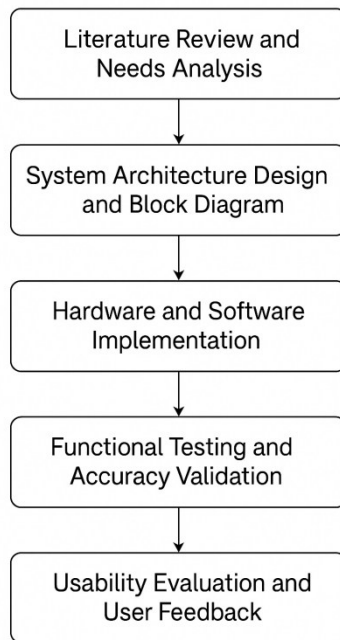 Literature Review and
Needs Analysis
System Architecture Design
and Block Diagram
Hardware and Software
Implementation
Functional Testing and
Accuracy Validation
Usability Evaluation and
User Feedback